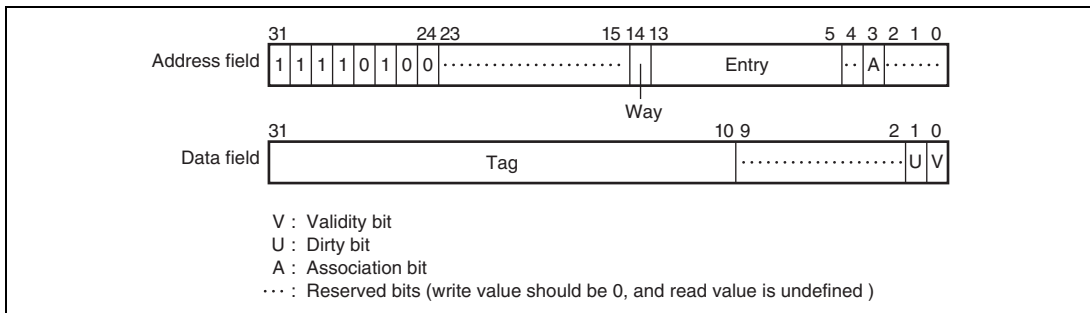 31 24 23 15 14 13 5 4 3 2 1 0
Address field 1 1 1 1 0 1 0 0 ······················ Entry ·· A ·······
Way
31 10 9 2 1 0
Data field Tag ···················· U V
V : Validity bit
U : Dirty bit
A : Association bit
··· : Reserved bits (write value should be 0, and read value is undefined )